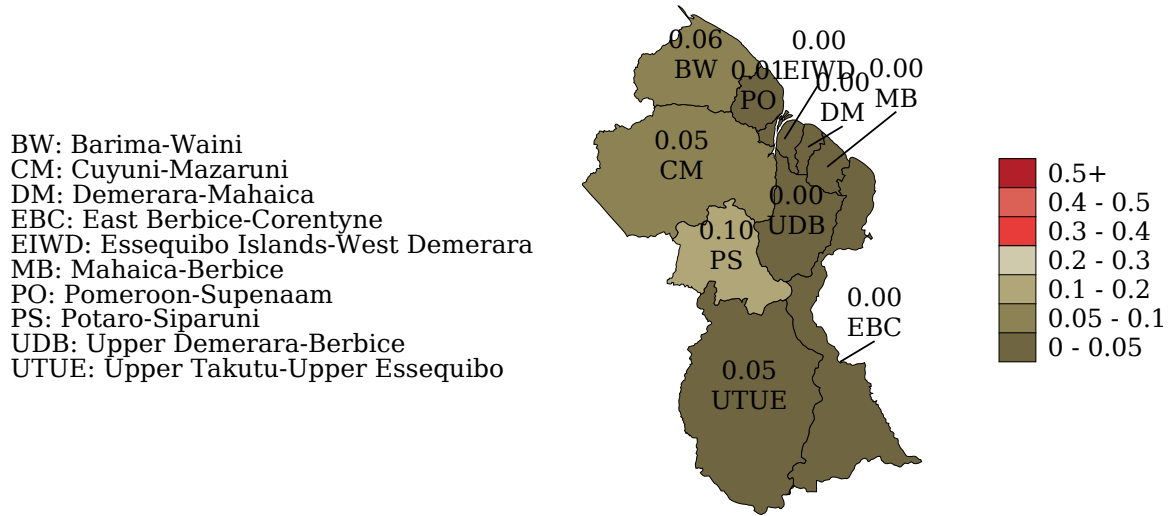 BW: Barima-Waini
CM: Cuyuni-Mazaruni
DM: Demerara-Mahaica
EBC: East Berbice-Corentyne
EIWD: Essequibo Islands-West Demerara
MB: Mahaica-Berbice
PO: Pomeroon-Supenaam
PS: Potaro-Siparuni
UDB: Upper Demerara-Berbice
UTUE: Upper Takutu-Upper Essequibo
0.06
BW
0.00
EIWD
0.01
PO
0.00
DM
0.00
MB
0.05
CM
0.00
UDB
0.10
PS
0.00
EBC
0.05
UTUE
0.5+
0.4 - 0.5
0.3 - 0.4
0.2 - 0.3
0.1 - 0.2
0.05 - 0.1
0 - 0.05